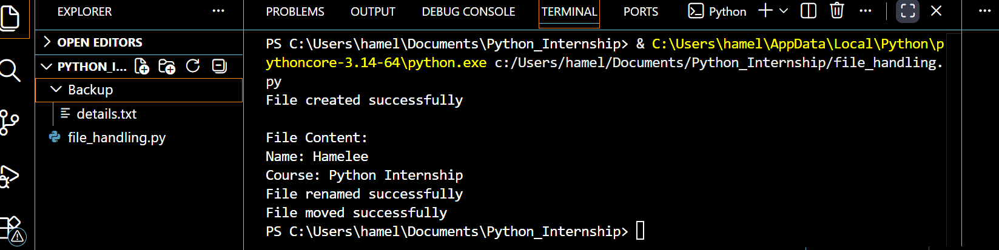 EXPLORER
OPEN EDITORS
PYTHON_I...
Backup
details.txt
file_handling.py
PROBLEMS OUTPUT DEBUG CONSOLE TERMINAL PORTS Python
PS C:\Users\hamel\Documents\Python_Internship> & C:\Users\hamel\AppData\Local\Python\p
ythoncore-3.14-64\python.exe c:/Users/hamel/Documents/Python_Internship/file_handling.
py
File created successfully
File Content:
Name: Hamelee
Course: Python Internship
File renamed successfully
File moved successfully
PS C:\Users\hamel\Documents\Python_Internship>